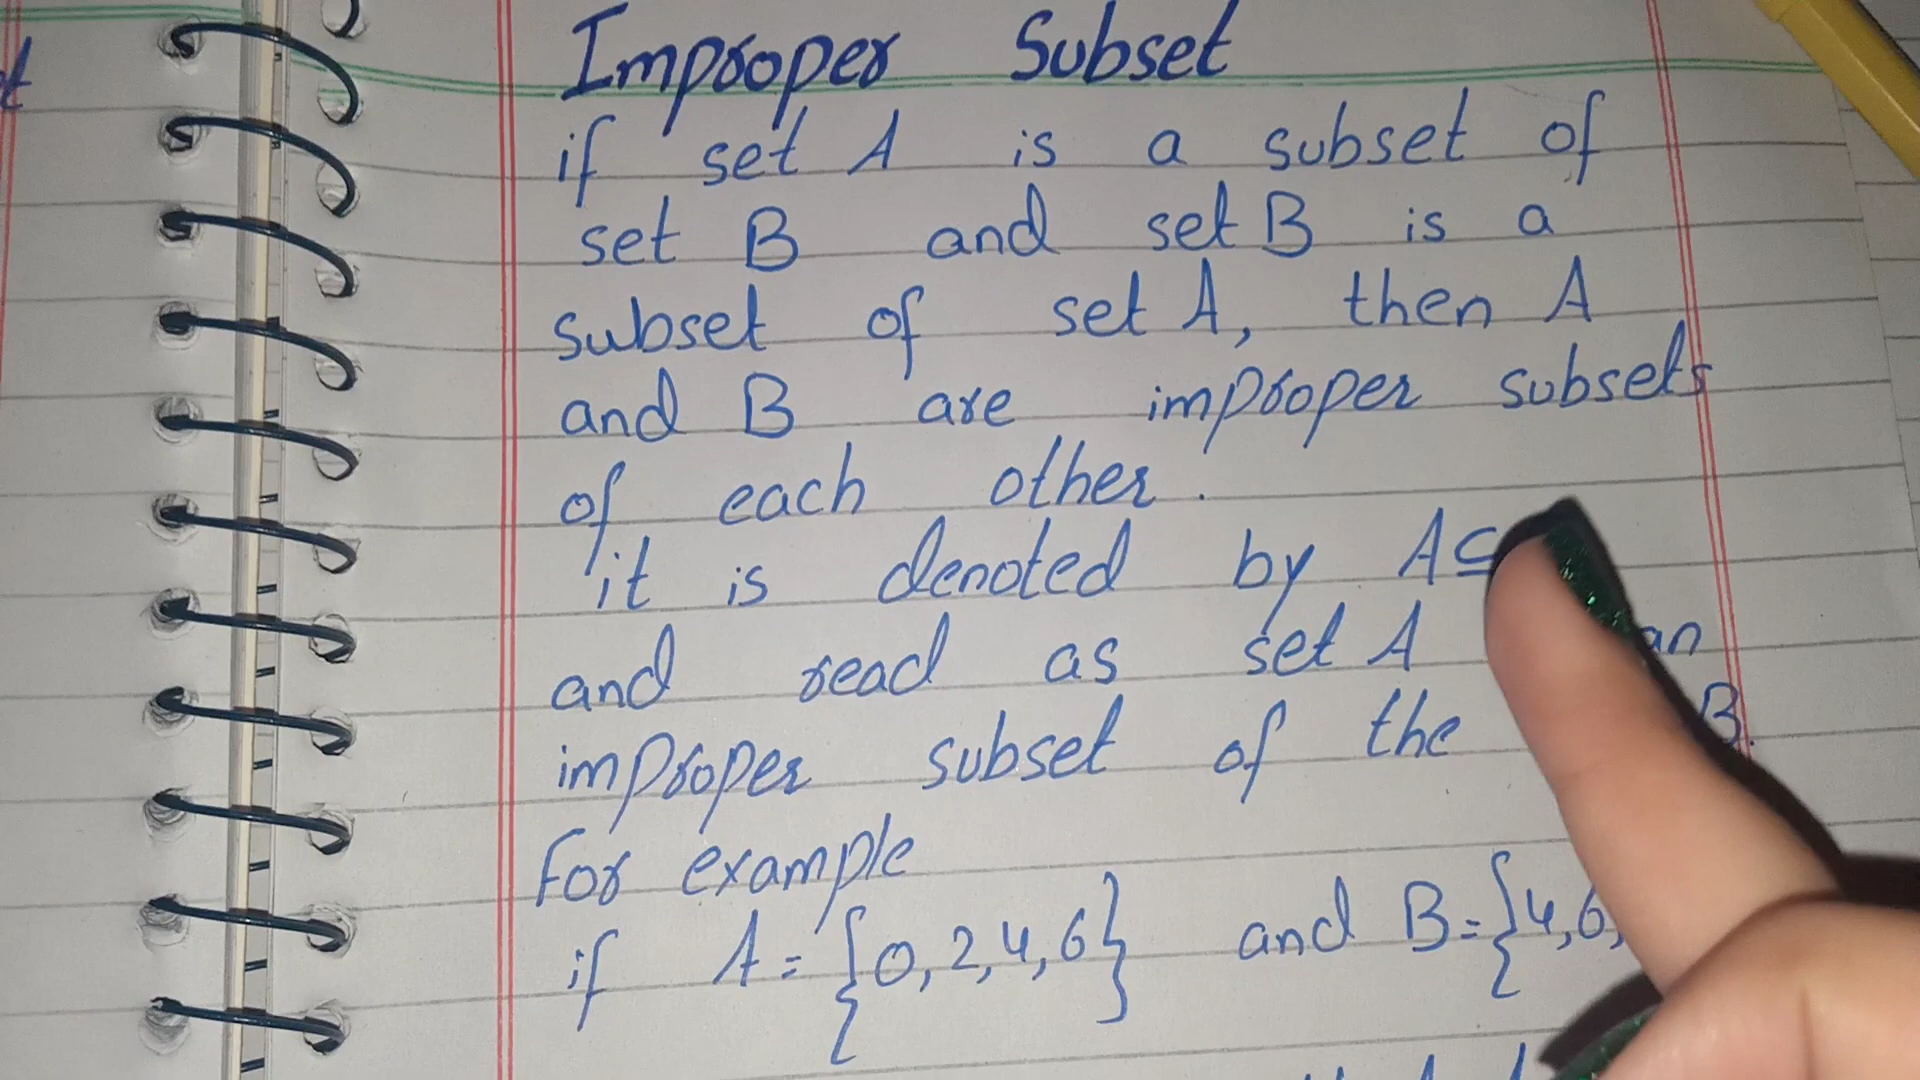 Improper Subset
if set A is a subset of
set B and set B is a
subset of set A, then A
and B are improper subsets
of each other.
it is denoted by A⊆
and read as set A an
improper subset of the B.
For example
if A = {0, 2, 4, 6} and B = {4, 6,